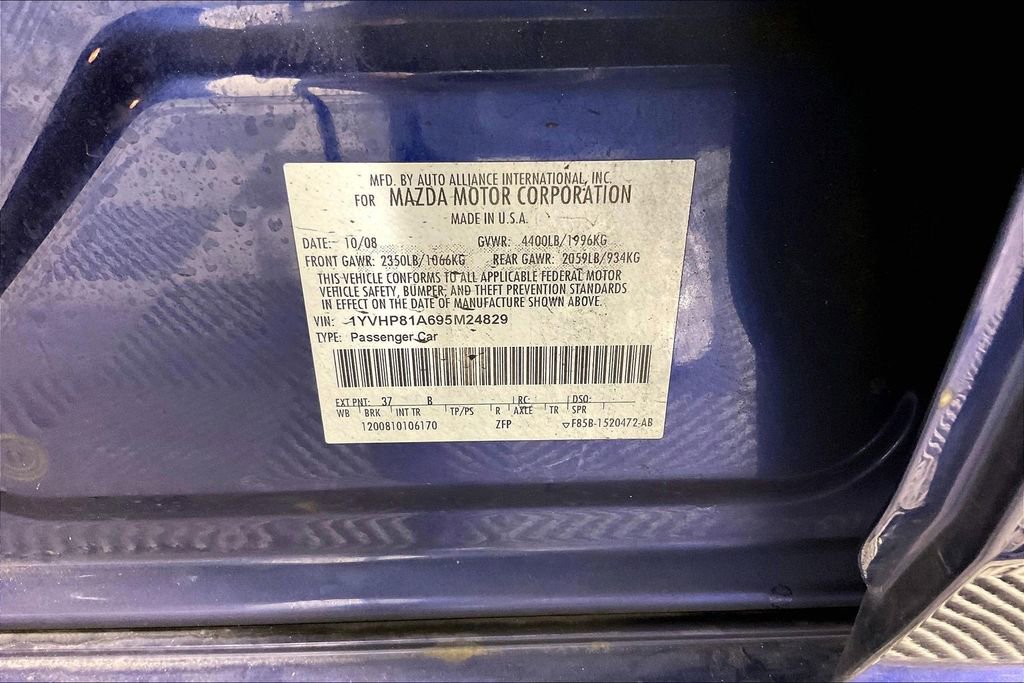 MFD. BY AUTO ALLIANCE INTERNATIONAL, INC.
FOR MAZDA MOTOR CORPORATION
MADE IN U.S.A.
DATE: 10/08 GVWR: 4400LB/1996KG
FRONT GAWR: 2350LB/1066KG REAR GAWR: 2059LB/934KG
THIS VEHICLE CONFORMS TO ALL APPLICABLE FEDERAL MOTOR
VEHICLE SAFETY, BUMPER, AND THEFT PREVENTION STANDARDS
IN EFFECT ON THE DATE OF MANUFACTURE SHOWN ABOVE.
VIN: 1YVHP81A695M24829
TYPE: Passenger Car
EXT PNT: 37 B RC: DSO:
WB BRK INT TR TP/PS R AXLE TR SPR
1200810106170 ZFP ▽F85B-1520472-AB